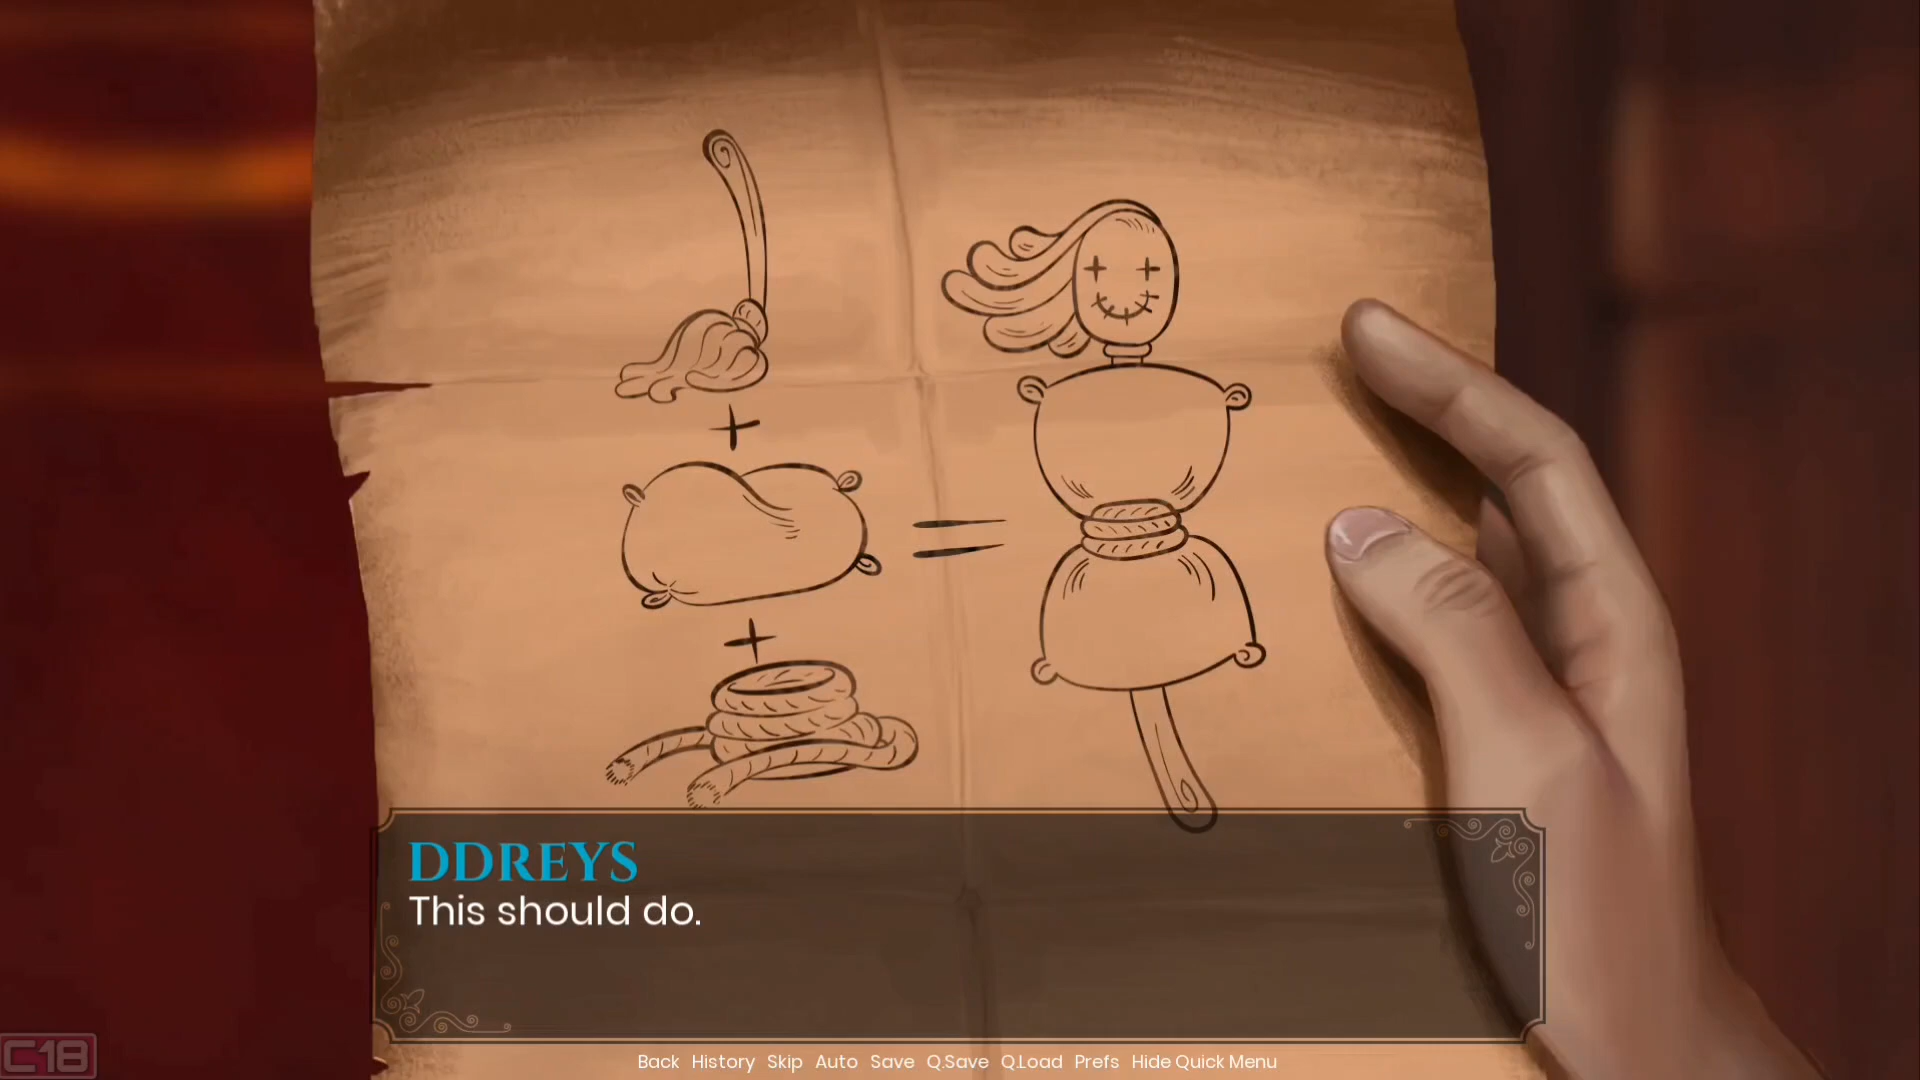 DDREYS
This should do.
Back History Skip Auto Save Q.Save Q.Load Prefs Hide Quick Menu
C18